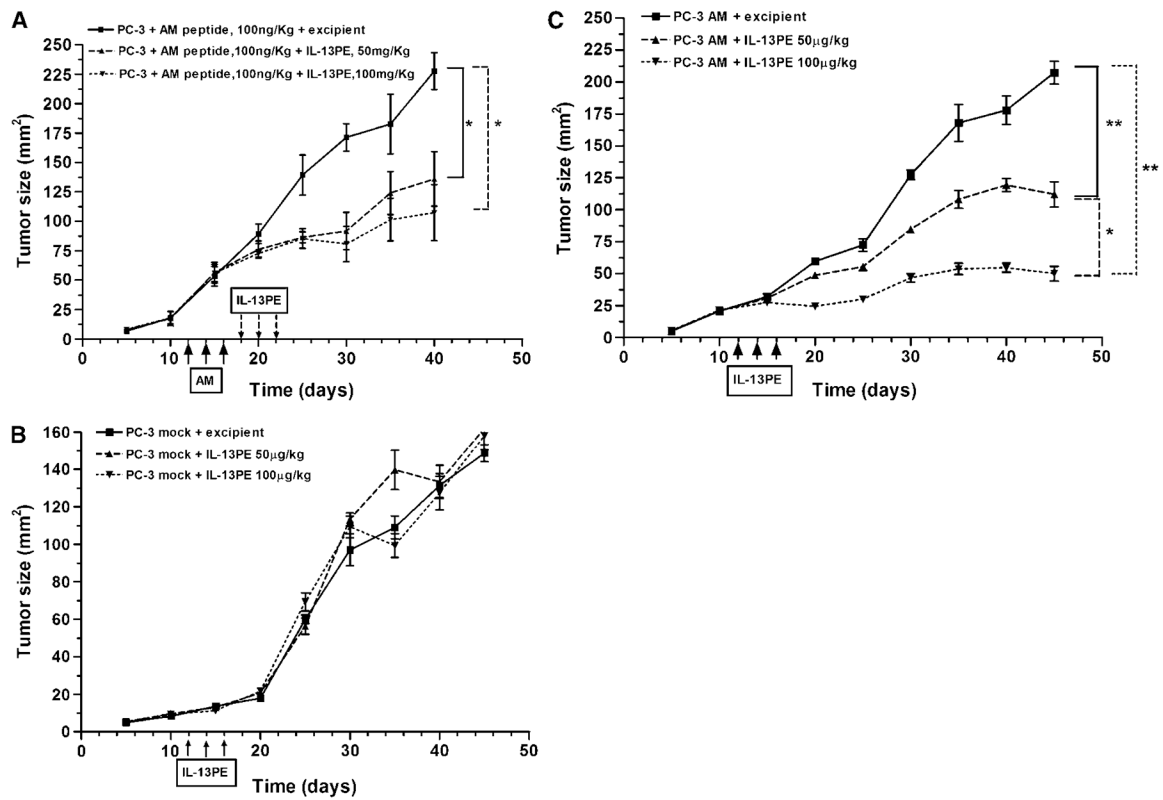 A
PC-3 + AM peptide, 100ng/Kg + excipient
PC-3 + AM peptide,100ng/Kg + IL-13PE, 50mg/Kg
PC-3 + AM peptide,100ng/Kg + IL-13PE,100mg/Kg
250
225
200
175
150
125
100
75
50
25
0
Tumor size (mm²)
*
*
IL-13PE
0 10 20 30 40 50
AM
Time (days)
C
PC-3 AM + excipient
PC-3 AM + IL-13PE 50µg/kg
PC-3 AM + IL-13PE 100µg/kg
250
225
200
175
150
125
100
75
50
25
0
Tumor size (mm²)
**
**
*
0 10 20 30 40 50
IL-13PE
Time (days)
B
PC-3 mock + excipient
PC-3 mock + IL-13PE 50µg/kg
PC-3 mock + IL-13PE 100µg/kg
160
140
120
100
80
60
40
20
0
Tumor size (mm²)
0 10 20 30 40 50
IL-13PE
Time (days)